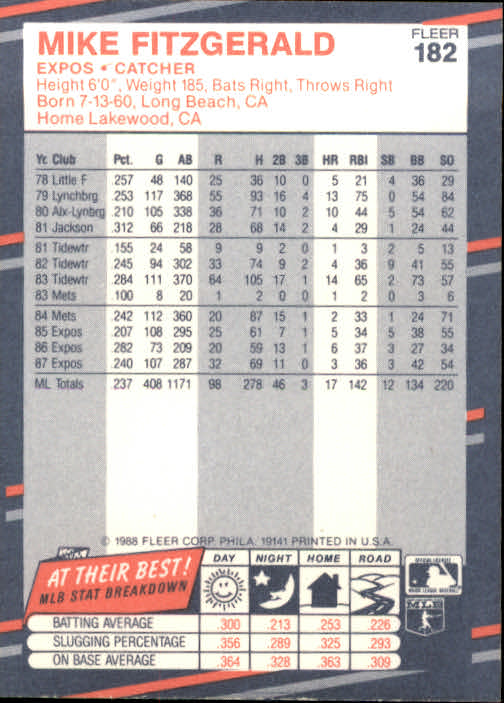 MIKE FITZGERALD
FLEER
182
EXPOS • CATCHER
Height 6'0", Weight 185, Bats Right, Throws Right
Born 7-13-60, Long Beach, CA
Home Lakewood, CA
Yr. Club Pct. G AB R H 2B 3B HR RBI SB BB SO
78 Little F .257 48 140 25 36 10 0 5 21 4 36 29
79 Lynchbrg .253 117 368 55 93 16 4 13 75 0 54 84
80 Alx-Lynbrg .210 105 338 36 71 10 2 10 44 5 54 62
81 Jackson .312 66 218 28 68 14 2 4 29 1 24 44
81 Tidewtr .155 24 58 9 9 2 0 1 3 2 5 13
82 Tidewtr .245 94 302 33 74 9 2 4 36 9 41 55
83 Tidewtr .284 111 370 64 105 17 1 14 65 2 73 57
83 Mets .100 8 20 1 2 0 0 1 2 0 3 6
84 Mets .242 112 360 20 87 15 1 2 33 1 24 71
85 Expos .207 108 295 25 61 7 1 5 34 5 38 55
86 Expos .282 73 209 20 59 13 1 6 37 3 27 34
87 Expos .240 107 287 32 69 11 0 3 36 3 42 54
ML Totals .237 408 1171 98 278 46 3 17 142 12 134 220
© 1988 FLEER CORP. PHILA. 19141 PRINTED IN U.S.A.
AT THEIR BEST!
MLB STAT BREAKDOWN
DAY NIGHT HOME ROAD
BATTING AVERAGE .300 .213 .253 .226
SLUGGING PERCENTAGE .356 .289 .325 .293
ON BASE AVERAGE .364 .328 .363 .309
OFFICIAL LICENSEE
MAJOR LEAGUE BASEBALL